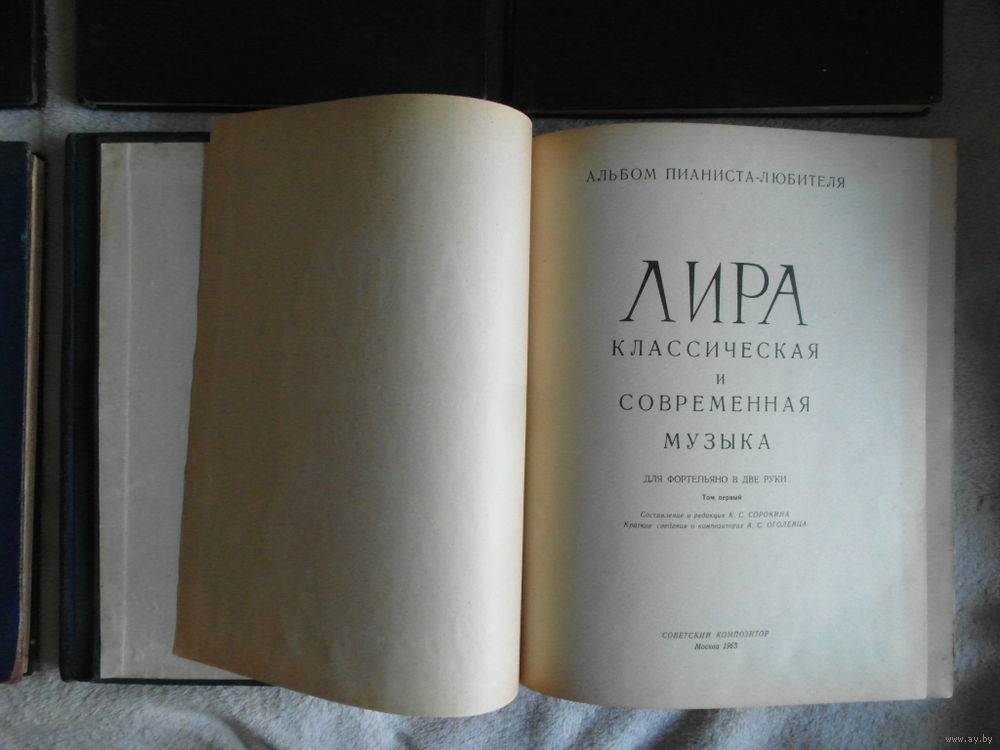 АЛЬБОМ ПИАНИСТА-ЛЮБИТЕЛЯ
ЛИРА
КЛАССИЧЕСКАЯ
И
СОВРЕМЕННАЯ
МУЗЫКА
ДЛЯ ФОРТЕПЬЯНО В ДВЕ РУКИ
Том первый
Составление и редакция К. С. СОРОКИНА
Краткие сведения о композиторах А. С. ОГОЛЕВЦА
СОВЕТСКИЙ КОМПОЗИТОР
Москва 1963
www.ay.by